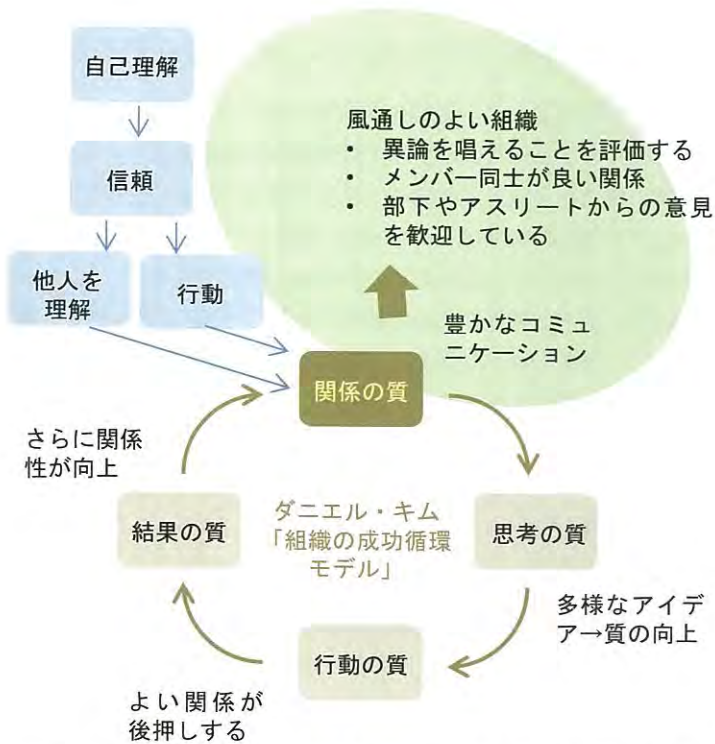 自己理解
信頼
他人を
理解
行動
風通しのよい組織
• 異論を唱えることを評価する
• メンバー同士が良い関係
• 部下やアスリートからの意見
を歓迎している
豊かなコミュ
ニケーション
関係の質
さらに関係
性が向上
結果の質
ダニエル・キム
「組織の成功循環
モデル」
思考の質
多様なアイデ
ア→質の向上
行動の質
よい関係が
後押しする